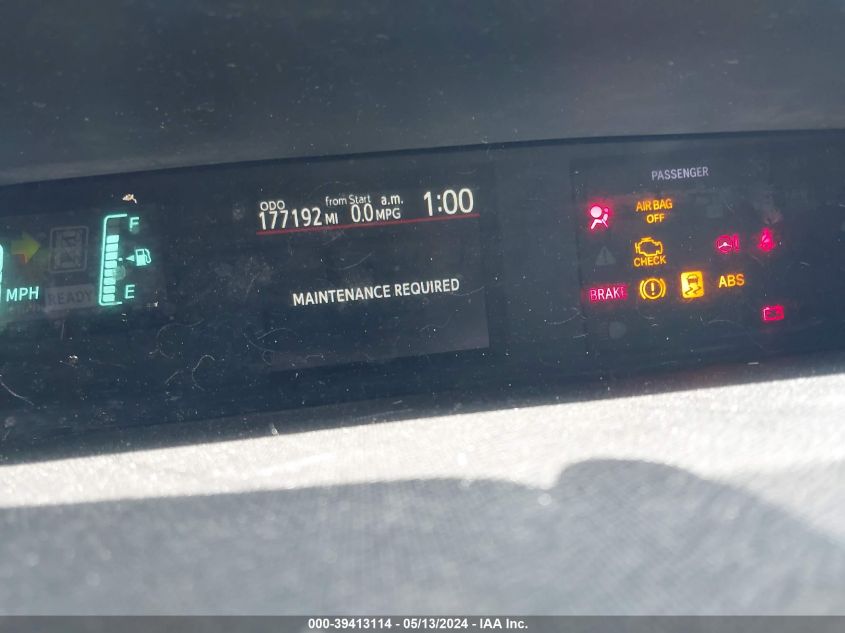 PASSENGER
ODO from Start a.m. 1:00
177192 MI 0.0 MPG
AIR BAG
OFF
F
CHECK
MPH
READY
E
MAINTENANCE REQUIRED
BRAKE
ABS
000-39413114 - 05/13/2024 - IAA Inc.